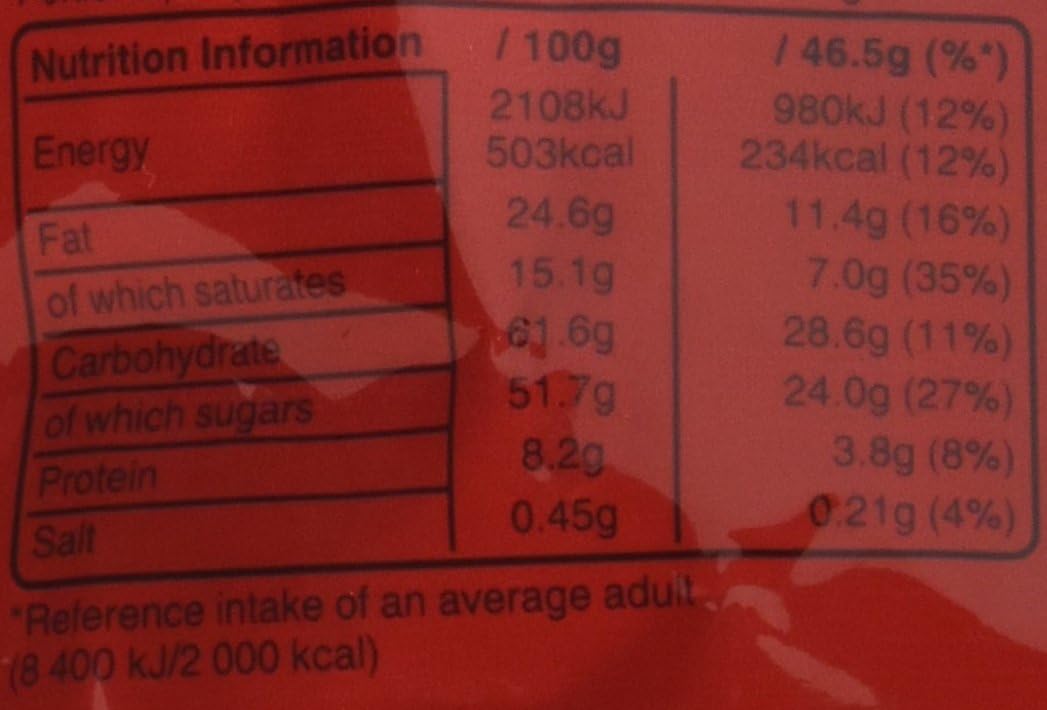 Nutrition Information / 100g / 46.5g (%*)
2108kJ 980kJ (12%)
Energy 503kcal 234kcal (12%)
Fat 24.6g 11.4g (16%)
of which saturates 15.1g 7.0g (35%)
Carbohydrate 61.6g 28.6g (11%)
of which sugars 51.7g 24.0g (27%)
Protein 8.2g 3.8g (8%)
Salt 0.45g 0.21g (4%)
*Reference intake of an average adult
(8 400 kJ/2 000 kcal)